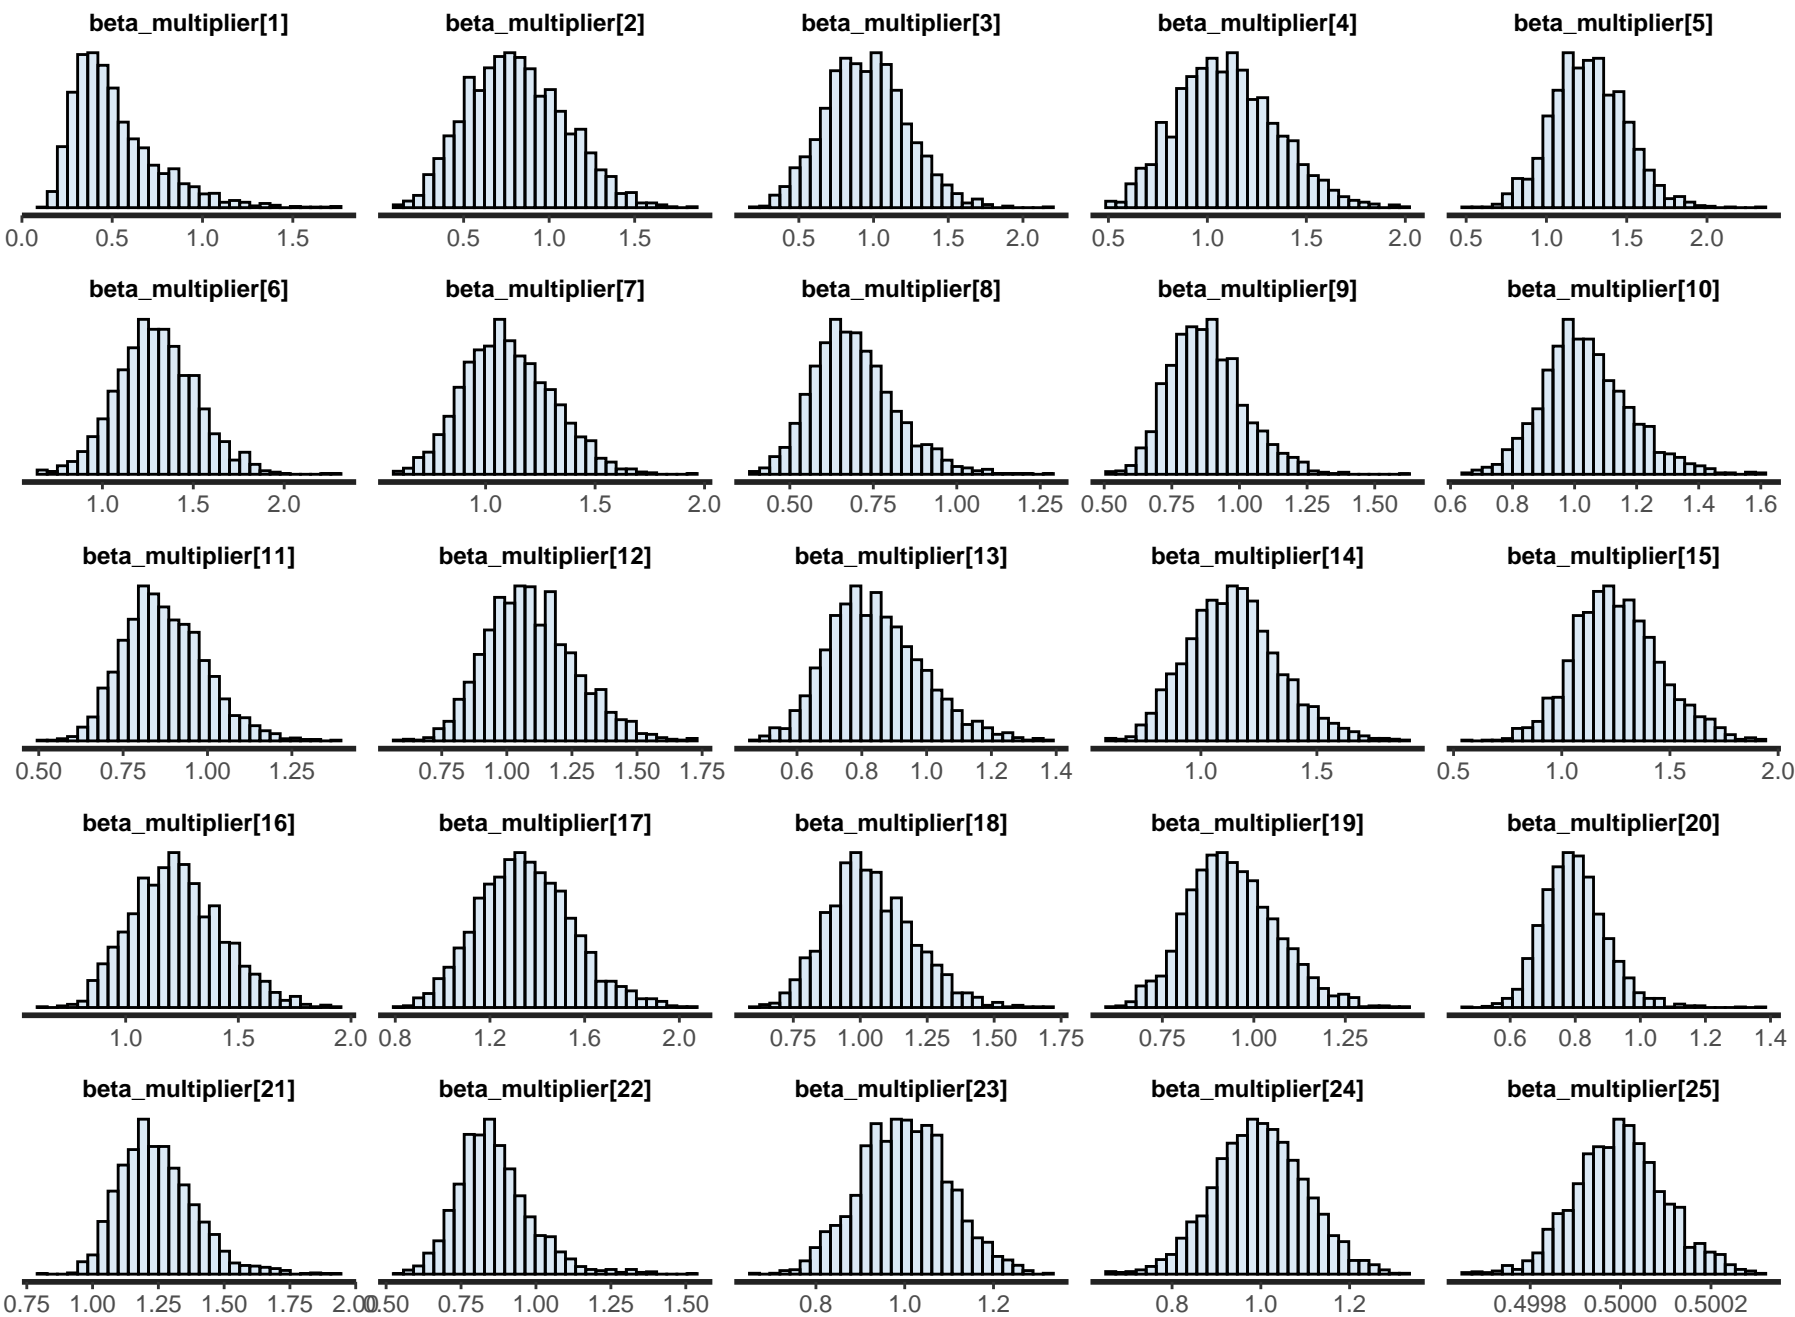 beta_multiplier[1] beta_multiplier[2] beta_multiplier[3] beta_multiplier[4] beta_multiplier[5]
0.0 0.5 1.0 1.5 0.5 1.0 1.5 0.5 1.0 1.5 2.0 0.5 1.0 1.5 2.0 0.5 1.0 1.5 2.0
beta_multiplier[6] beta_multiplier[7] beta_multiplier[8] beta_multiplier[9] beta_multiplier[10]
1.0 1.5 2.0 1.0 1.5 2.0 0.50 0.75 1.00 1.25 0.50 0.75 1.00 1.25 1.50 0.6 0.8 1.0 1.2 1.4 1.6
beta_multiplier[11] beta_multiplier[12] beta_multiplier[13] beta_multiplier[14] beta_multiplier[15]
0.50 0.75 1.00 1.25 0.75 1.00 1.25 1.50 1.75 0.6 0.8 1.0 1.2 1.4 1.0 1.5 0.5 1.0 1.5 2.0
beta_multiplier[16] beta_multiplier[17] beta_multiplier[18] beta_multiplier[19] beta_multiplier[20]
1.0 1.5 2.0 0.8 1.2 1.6 2.0 0.75 1.00 1.25 1.50 1.75 0.75 1.00 1.25 0.6 0.8 1.0 1.2 1.4
beta_multiplier[21] beta_multiplier[22] beta_multiplier[23] beta_multiplier[24] beta_multiplier[25]
0.75 1.00 1.25 1.50 1.75 2.00 0.50 0.75 1.00 1.25 1.50 0.8 1.0 1.2 0.8 1.0 1.2 0.4998 0.5000 0.5002